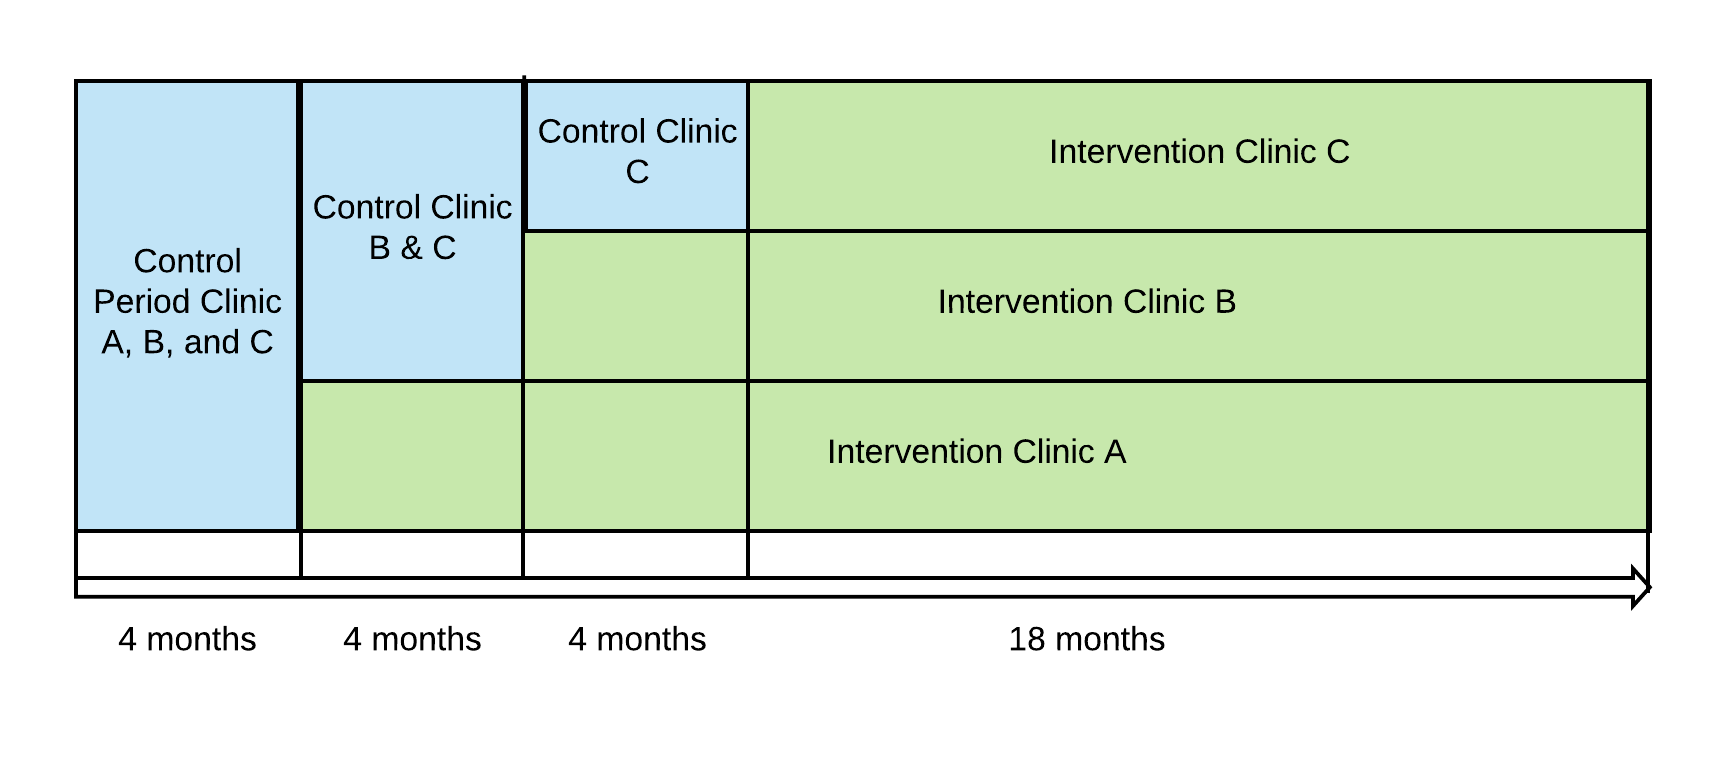 Control
Period Clinic
A, B, and C
Control Clinic
B & C
Control Clinic
C
Intervention Clinic C
Intervention Clinic B
Intervention Clinic A
4 months
4 months
4 months
18 months